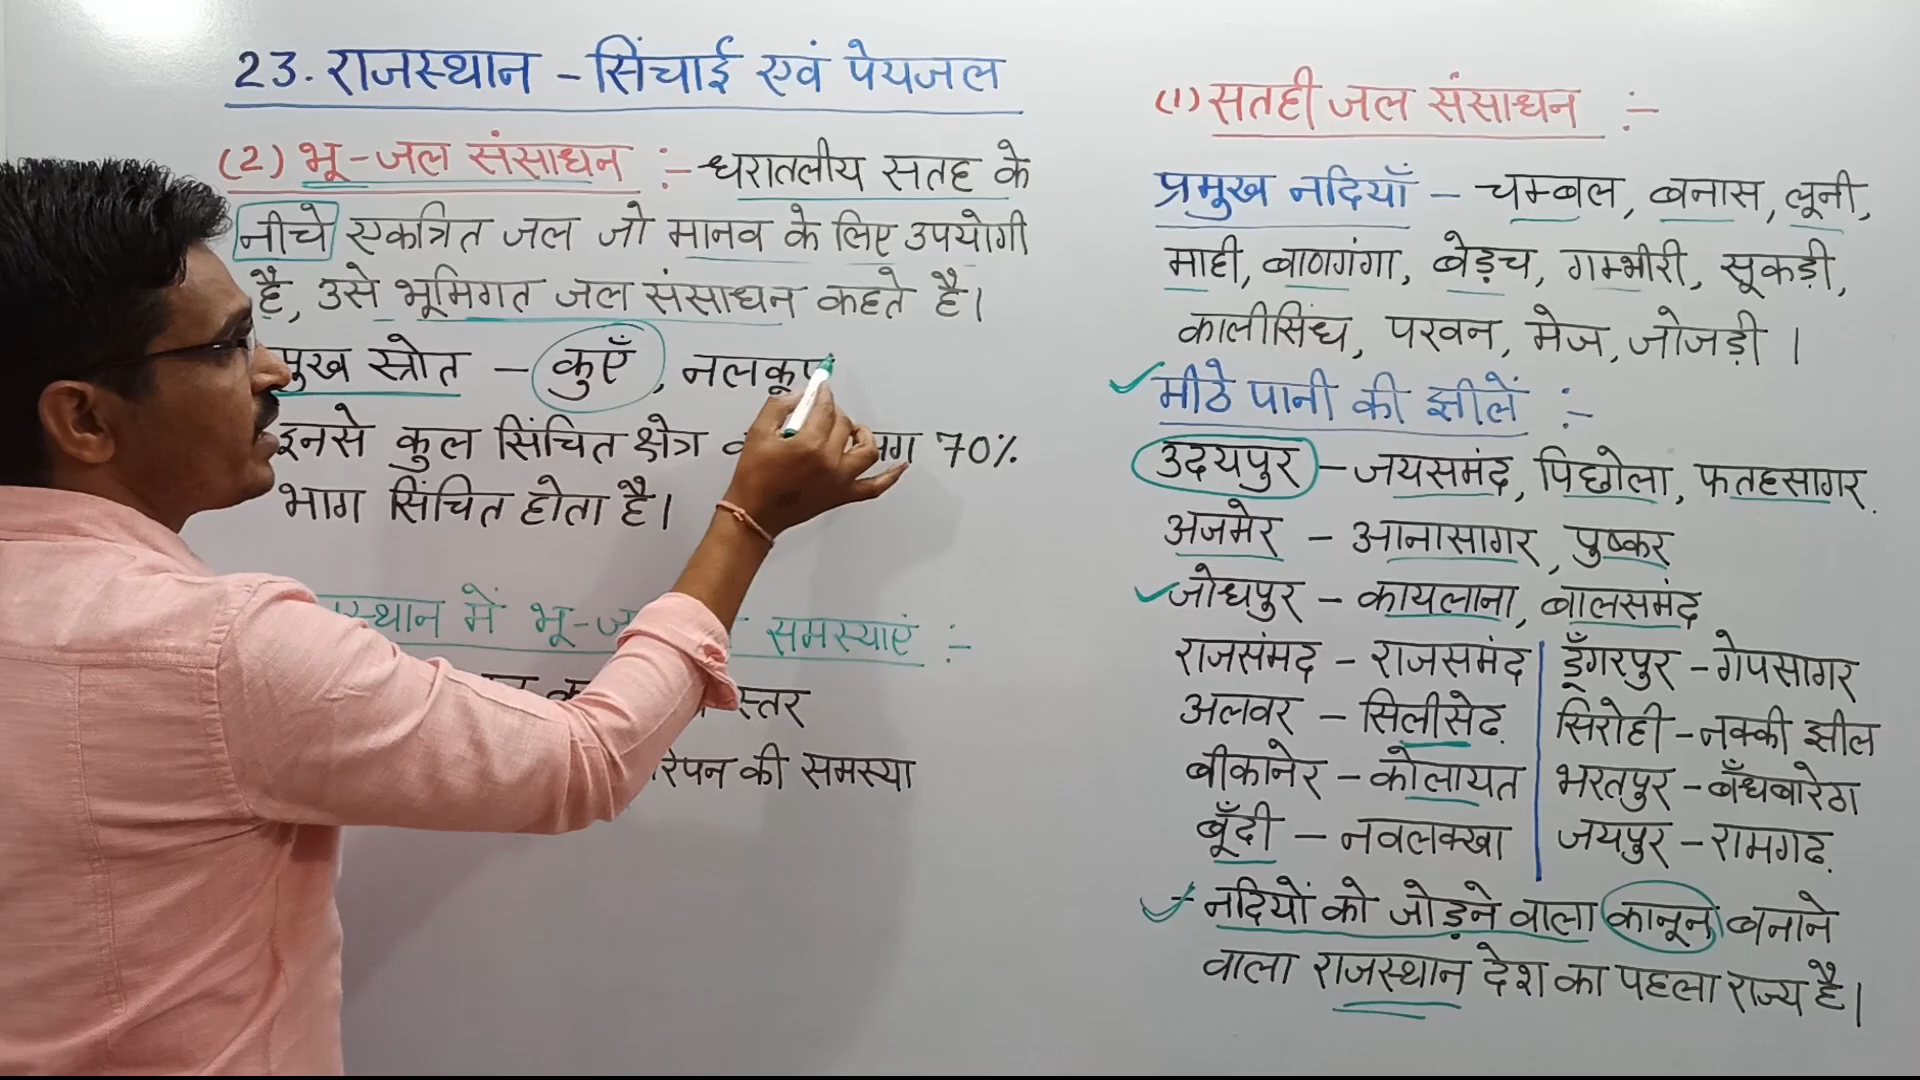 23. राजस्थान – सिंचाई एवं पेयजल
(2) भू-जल संसाधन :- धरातलीय सतह के
नीचे एकत्रित जल जो मानव के लिए उपयोगी
है, उसे भूमिगत जल संसाधन कहते है।
स्रोत – कुएँ, नलकूप
इनसे कुल सिंचित क्षेत्र 70%
भाग सिंचित होता है।
में समस्याएं :-
स्तर
की समस्या
(1) सतही जल संसाधन :-
प्रमुख नदियाँ – चम्बल, बनास, लूनी,
माही, बाणगंगा, बेड़च, गम्भीरी, सूकड़ी,
कालीसिंध, परवन, मेज, जोजड़ी ।
मीठे पानी की झीलें :-
उदयपुर – जयसमंद, पिछोला, फतहसागर.
अजमेर – आनासागर, पुष्कर
जोधपुर – कायलाना, बालसमंद
राजसंमद – राजसमंद
अलवर – सिलीसेढ़
बीकानेर – कोलायत
बूँदी – नवलक्खा
डूँगरपुर – गेपसागर
सिरोही – नक्की झील
भरतपुर – बँधबारेठा
जयपुर – रामगढ़
- नदियों को जोड़ने वाला कानून बनाने
वाला राजस्थान देश का पहला राज्य है।